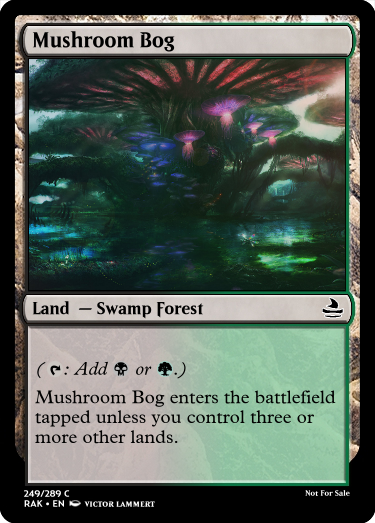 Mushroom Bog
Land — Swamp Forest
( : Add or .)
Mushroom Bog enters the battlefield
tapped unless you control three or
more other lands.
249/289 C
Not For Sale
RAK • EN VICTOR LAMMERT